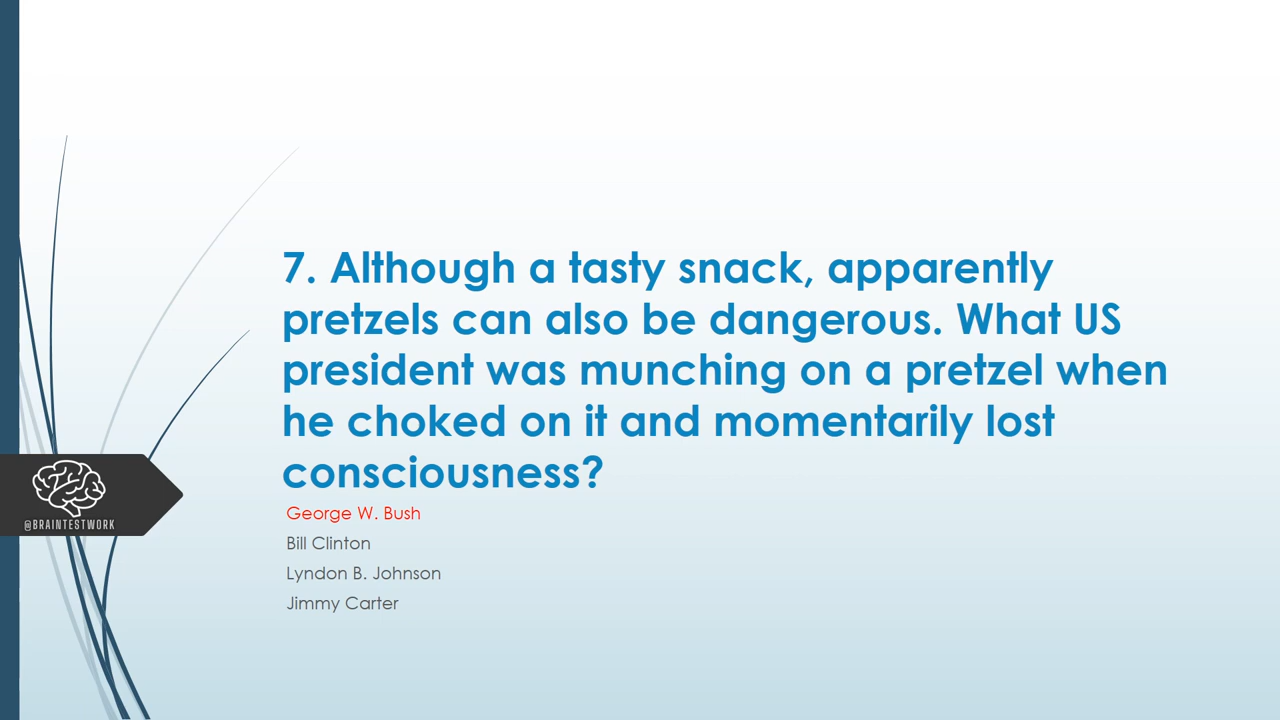 7. Although a tasty snack, apparently
pretzels can also be dangerous. What US
president was munching on a pretzel when
he choked on it and momentarily lost
consciousness?
George W. Bush
Bill Clinton
Lyndon B. Johnson
Jimmy Carter
@BRAINTESTWORK